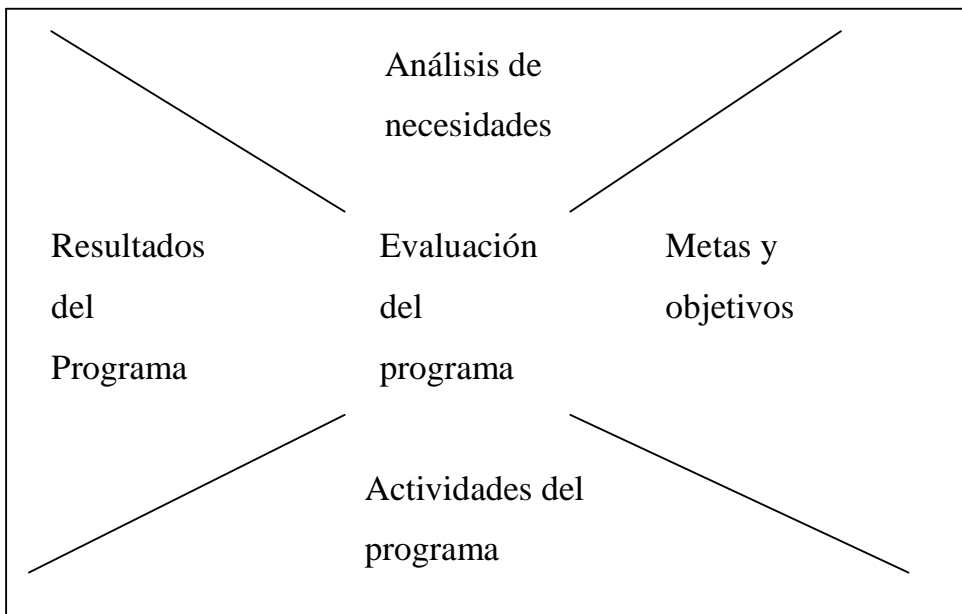 Análisis de
necesidades
Resultados
del
Programa
Evaluación
del
programa
Metas y
objetivos
Actividades del
programa